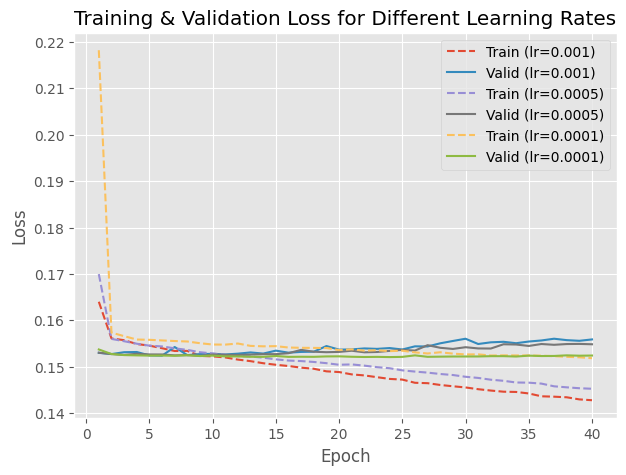 Training & Validation Loss for Different Learning Rates
0.22
0.21
0.20
0.19
0.18
0.17
0.16
0.15
0.14
Loss
Train (lr=0.001)
Valid (lr=0.001)
Train (lr=0.0005)
Valid (lr=0.0005)
Train (lr=0.0001)
Valid (lr=0.0001)
0 5 10 15 20 25 30 35 40
Epoch